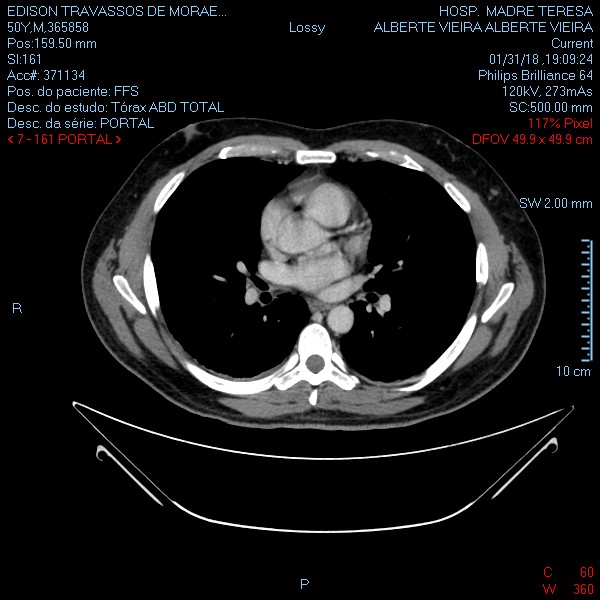 EDISON TRAVASSOS DE MORAE...
50Y,M,365858
Pos:159.50 mm
SI:161
Acc#: 371134
Pos. do paciente: FFS
Desc. do estudo: Tórax ABD TOTAL
Desc. da série: PORTAL
< 7 - 161 PORTAL >
Lossy
HOSP. MADRE TERESA
ALBERTE VIEIRA ALBERTE VIEIRA
Current
01/31/18 ,19:09:24
Philips Brilliance 64
120kV, 273mAs
SC:500.00 mm
117% Pixel
DFOV 49.9 x 49.9 cm
SW 2.00 mm
R
10 cm
P
C 60
W 360